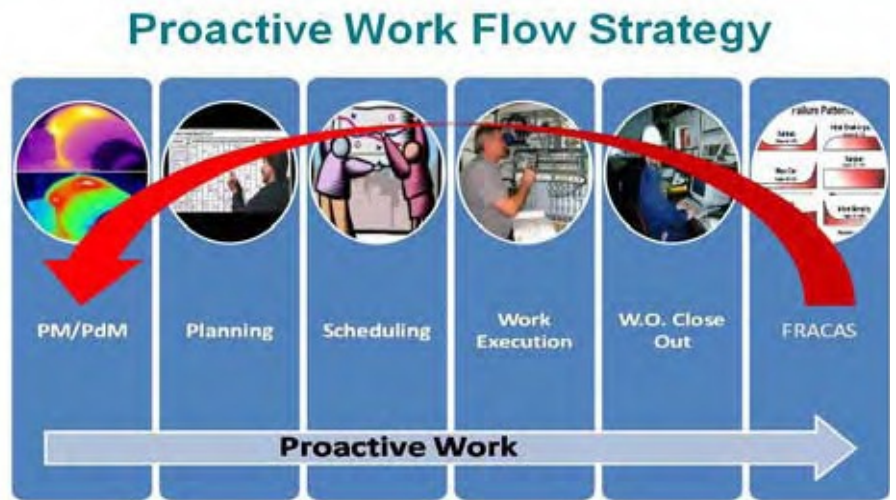 Proactive Work Flow Strategy
PM/PdM
Planning
Scheduling
Work
Execution
W.O. Close
Out
FRACAS
Proactive Work